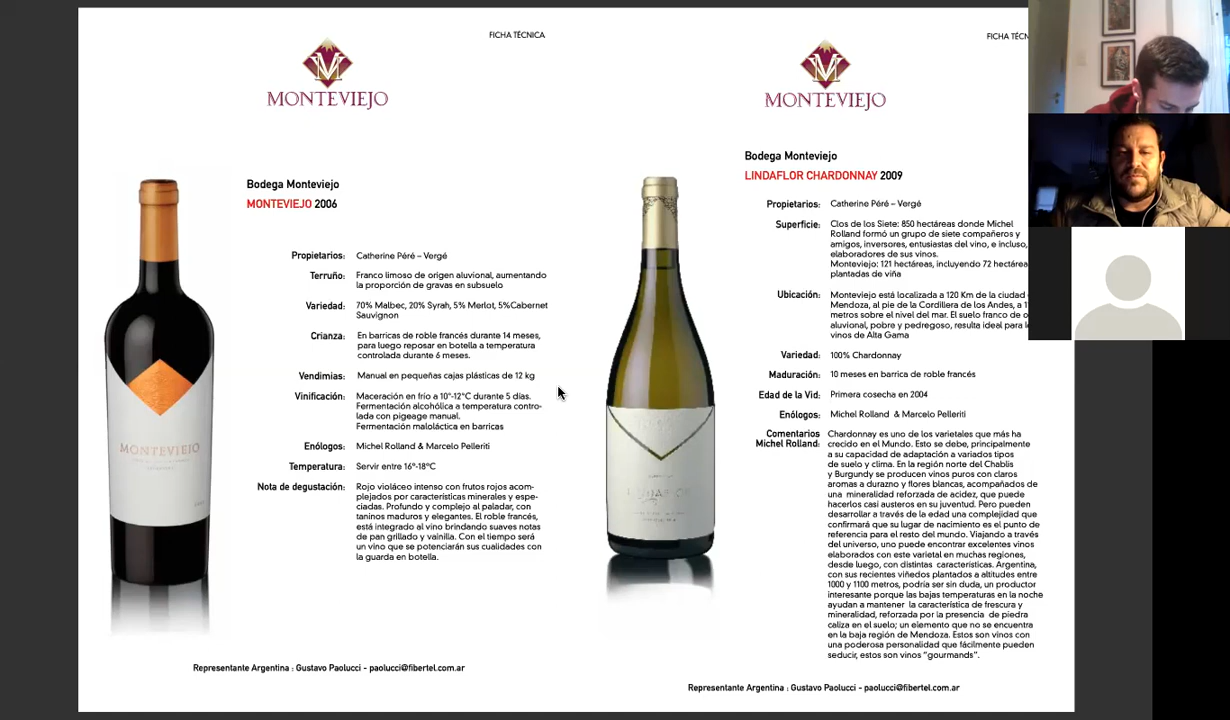 FICHA TÉCNICA
MONTEVIEJO
Bodega Monteviejo
MONTEVIEJO 2006
Propietarios: Catherine Péré – Vergé
Terruño: Franco limoso de origen aluvional, aumentando
la proporción de gravas en subsuelo
Variedad: 70% Malbec, 20% Syrah, 5% Merlot, 5%Cabernet
Sauvignon
Crianza: En barricas de roble francés durante 14 meses,
para luego reposar en botella a temperatura
controlada durante 6 meses.
Vendimias: Manual en pequeñas cajas plásticas de 12 kg
Vinificación: Maceración en frío a 10°-12°C durante 5 días.
Fermentación alcohólica a temperatura contro-
lada con pigeage manual.
Fermentación maloláctica en barricas
Enólogos: Michel Rolland & Marcelo Pelleriti
Temperatura: Servir entre 16°-18°C
Nota de degustación: Rojo violáceo intenso con frutos rojos acom-
plejados por características minerales y espe-
ciadas. Profundo y complejo al paladar, con
taninos maduros y elegantes. El roble francés,
está integrado al vino brindando suaves notas
de pan grillado y vainilla. Con el tiempo será
un vino que se potenciarán sus cualidades con
la guarda en botella.
MONTEVIEJO
Representante Argentina : Gustavo Paolucci - paolucci@fibertel.com.ar
FICHA TÉCN
MONTEVIEJO
Bodega Monteviejo
LINDAFLOR CHARDONNAY 2009
Propietarios: Catherine Péré – Vergé
Superficie: Clos de los Siete: 850 hectáreas donde Michel
Rolland formó un grupo de siete compañeros y
amigos, inversores, entusiastas del vino, e incluso,
elaboradores de sus vinos.
Monteviejo: 121 hectáreas, incluyendo 72 hectárea
plantadas de viña
Ubicación: Monteviejo está localizada a 120 Km de la ciudad
Mendoza, al pie de la Cordillera de los Andes, a 1
metros sobre el nivel del mar. El suelo franco de o
aluvional, pobre y pedregoso, resulta ideal para l
vinos de Alta Gama
Variedad: 100% Chardonnay
Maduración: 10 meses en barrica de roble francés
Edad de la Vid: Primera cosecha en 2004
Enólogos: Michel Rolland & Marcelo Pelleriti
Comentarios Chardonnay es uno de los varietales que más ha
Michel Rolland: crecido en el Mundo. Esto se debe, principalmente
a su capacidad de adaptación a variados tipos
de suelo y clima. En la región norte del Chablis
y Burgundy se producen vinos puros con claros
aromas a durazno y flores blancas, acompañados de
una mineralidad reforzada de acidez, que puede
hacerlos casi austeros en su juventud. Pero pueden
desarrollar a través de la edad una complejidad que
confirmará que su lugar de nacimiento es el punto de
referencia para el resto del mundo. Viajando a través
del universo, uno puede encontrar excelentes vinos
elaborados con este varietal en muchas regiones,
desde luego, con distintas características. Argentina,
con sus recientes viñedos plantados a altitudes entre
1000 y 1100 metros, podría ser sin duda, un productor
interesante porque las bajas temperaturas en la noche
ayudan a mantener la característica de frescura y
mineralidad, reforzada por la presencia de piedra
caliza en el suelo; un elemento que no se encuentra
en la baja región de Mendoza. Estos son vinos con
una poderosa personalidad que fácilmente pueden
seducir, estos son vinos "gourmands".
Representante Argentina : Gustavo Paolucci - paolucci@fibertel.com.ar